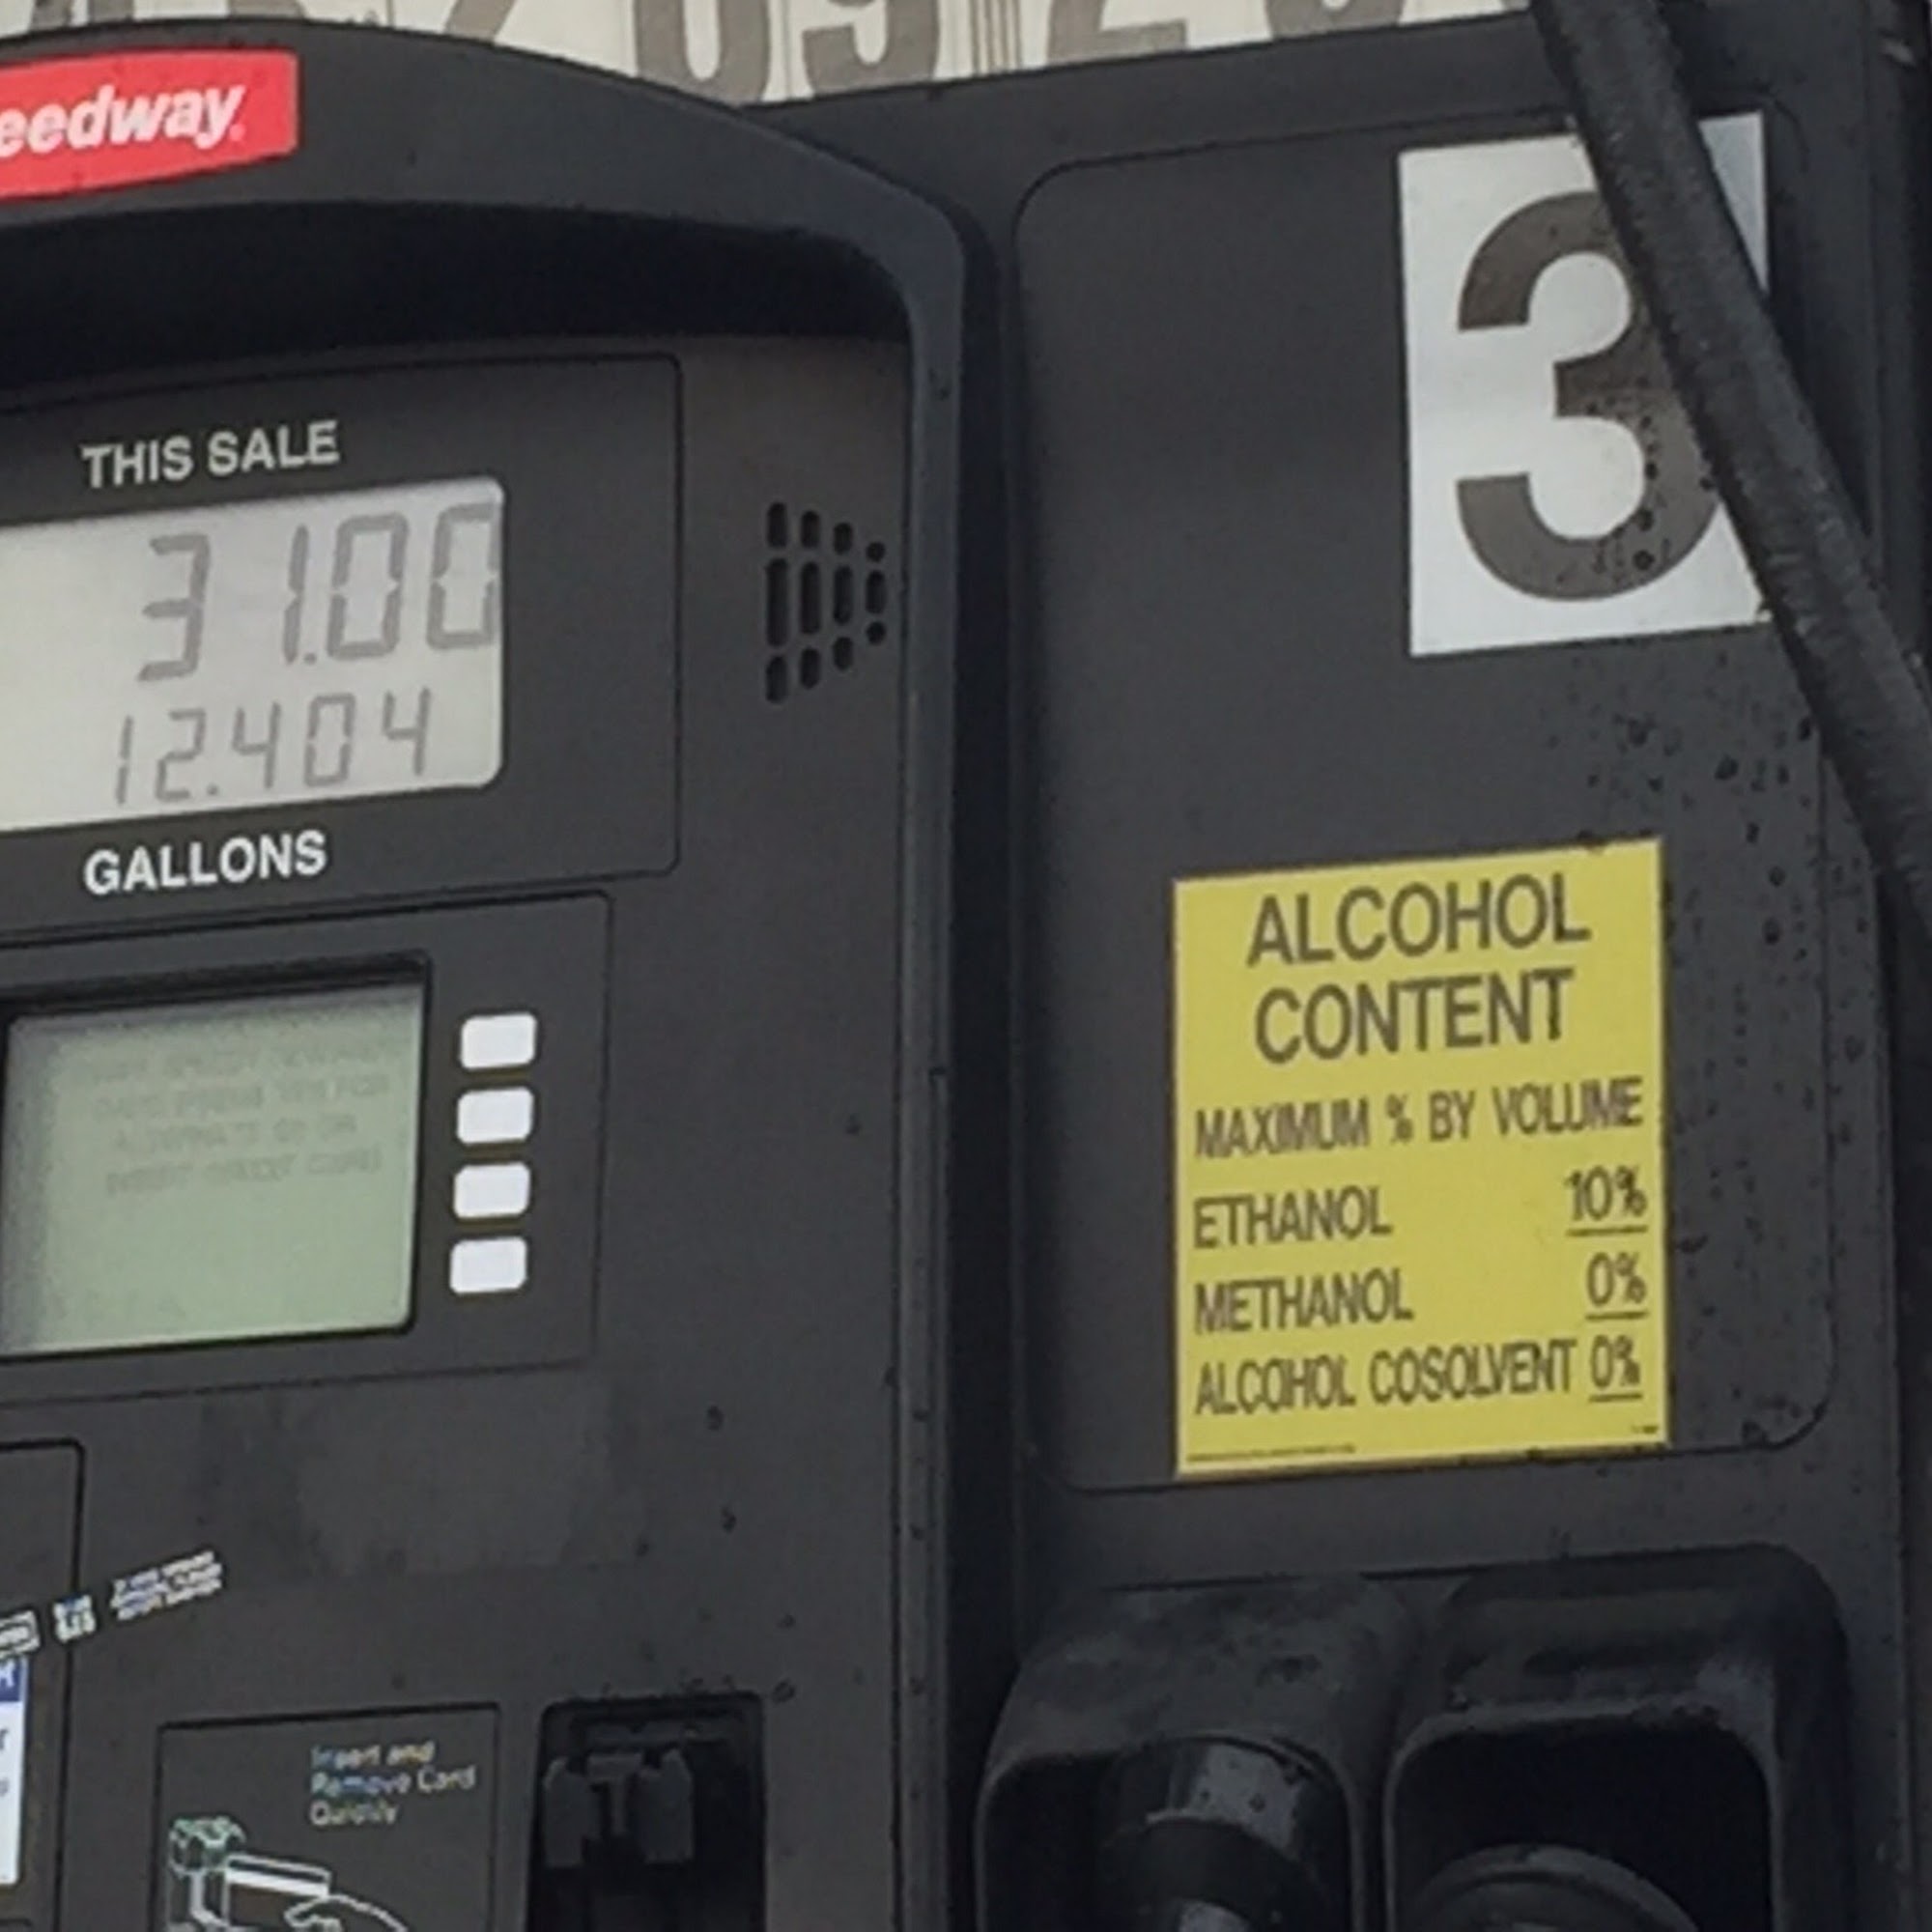 eedway
3
THIS SALE
31.00
12.404
GALLONS
ALCOHOL
CONTENT
MAXIMUM % BY VOLUME
ETHANOL 10%
METHANOL 0%
ALCOHOL COSOLVENT 0%
Insert and
Remove Card
Quickly